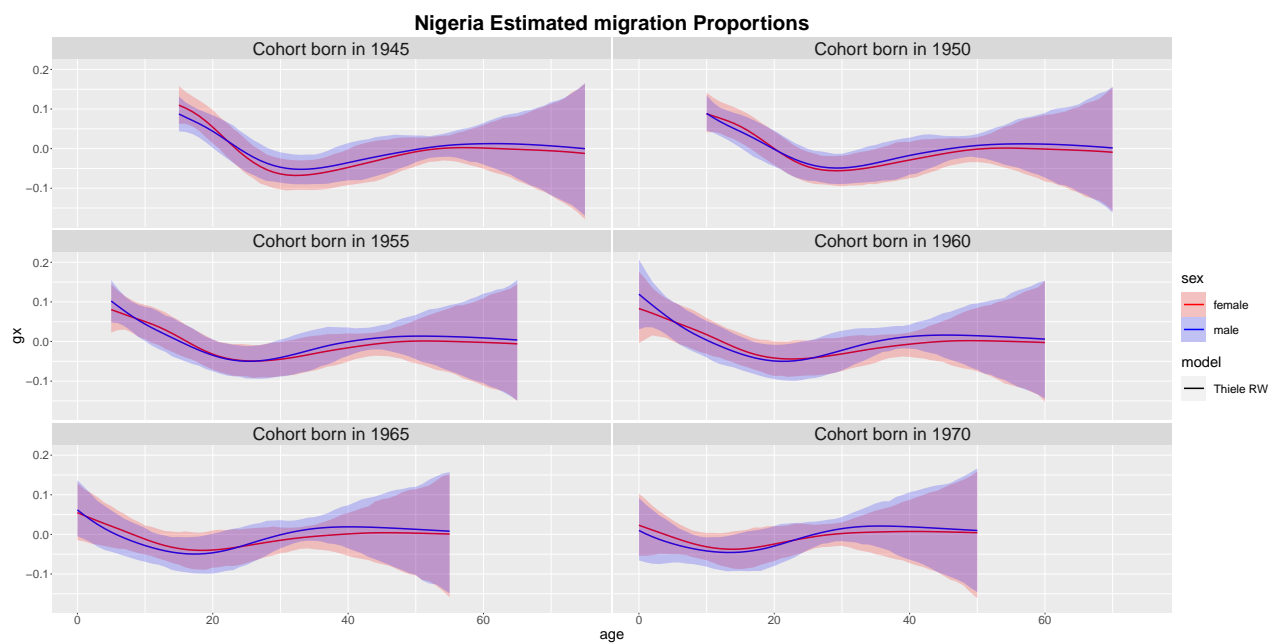 Nigeria Estimated migration Proportions
Cohort born in 1945
Cohort born in 1950
0.2
0.1
0.0
−0.1
Cohort born in 1955
Cohort born in 1960
0.2
0.1
0.0
−0.1
Cohort born in 1965
Cohort born in 1970
0.2
0.1
0.0
−0.1
0 20 40 60
0 20 40 60
age
gx
sex
female
male
model
Thiele RW